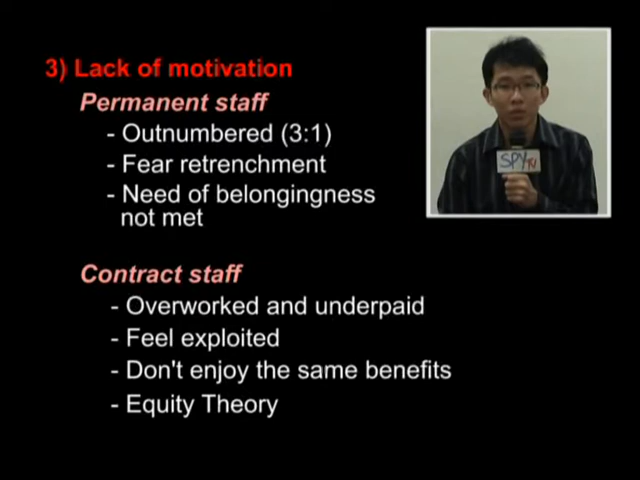 3) Lack of motivation
Permanent staff
- Outnumbered (3:1)
- Fear retrenchment
- Need of belongingness
not met
SPY TV
Contract staff
- Overworked and underpaid
- Feel exploited
- Don't enjoy the same benefits
- Equity Theory